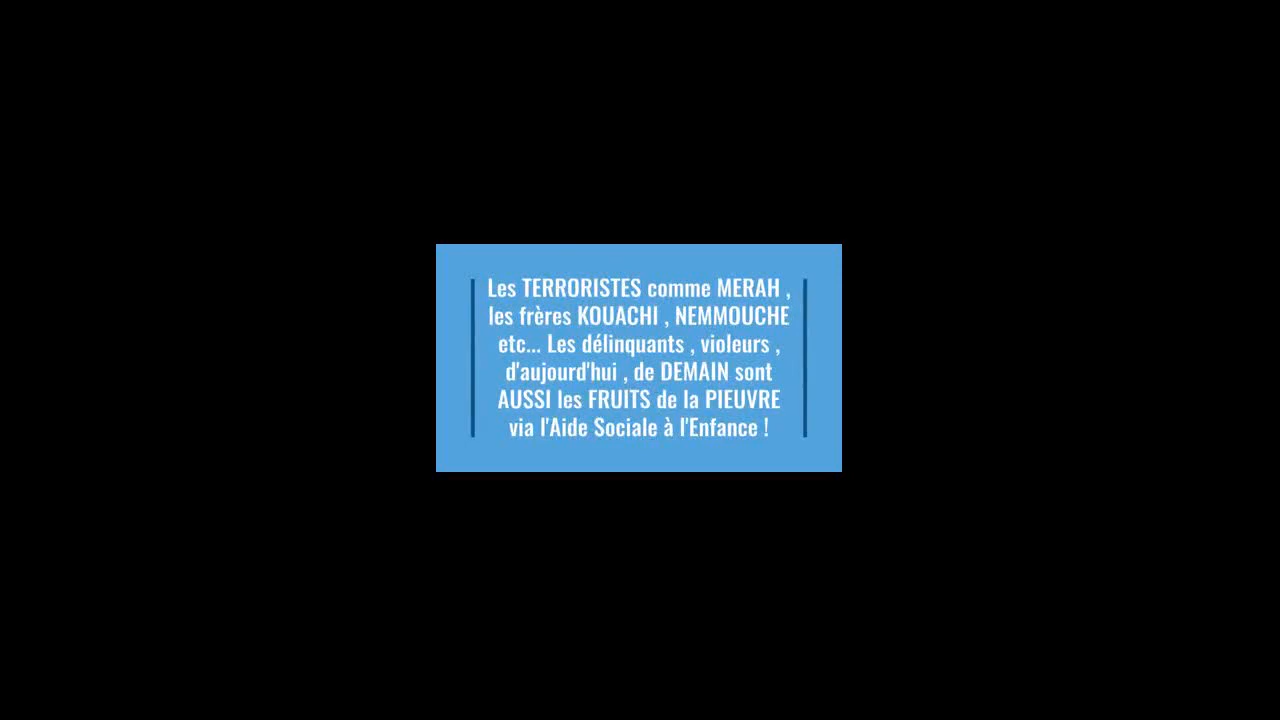 Les TERRORISTES comme MERAH ,
les frères KOUACHI , NEMMOUCHE
etc... Les délinquants , violeurs ,
d'aujourd'hui , de DEMAIN sont
AUSSI les FRUITS de la PIEUVRE
via l'Aide Sociale à l'Enfance !